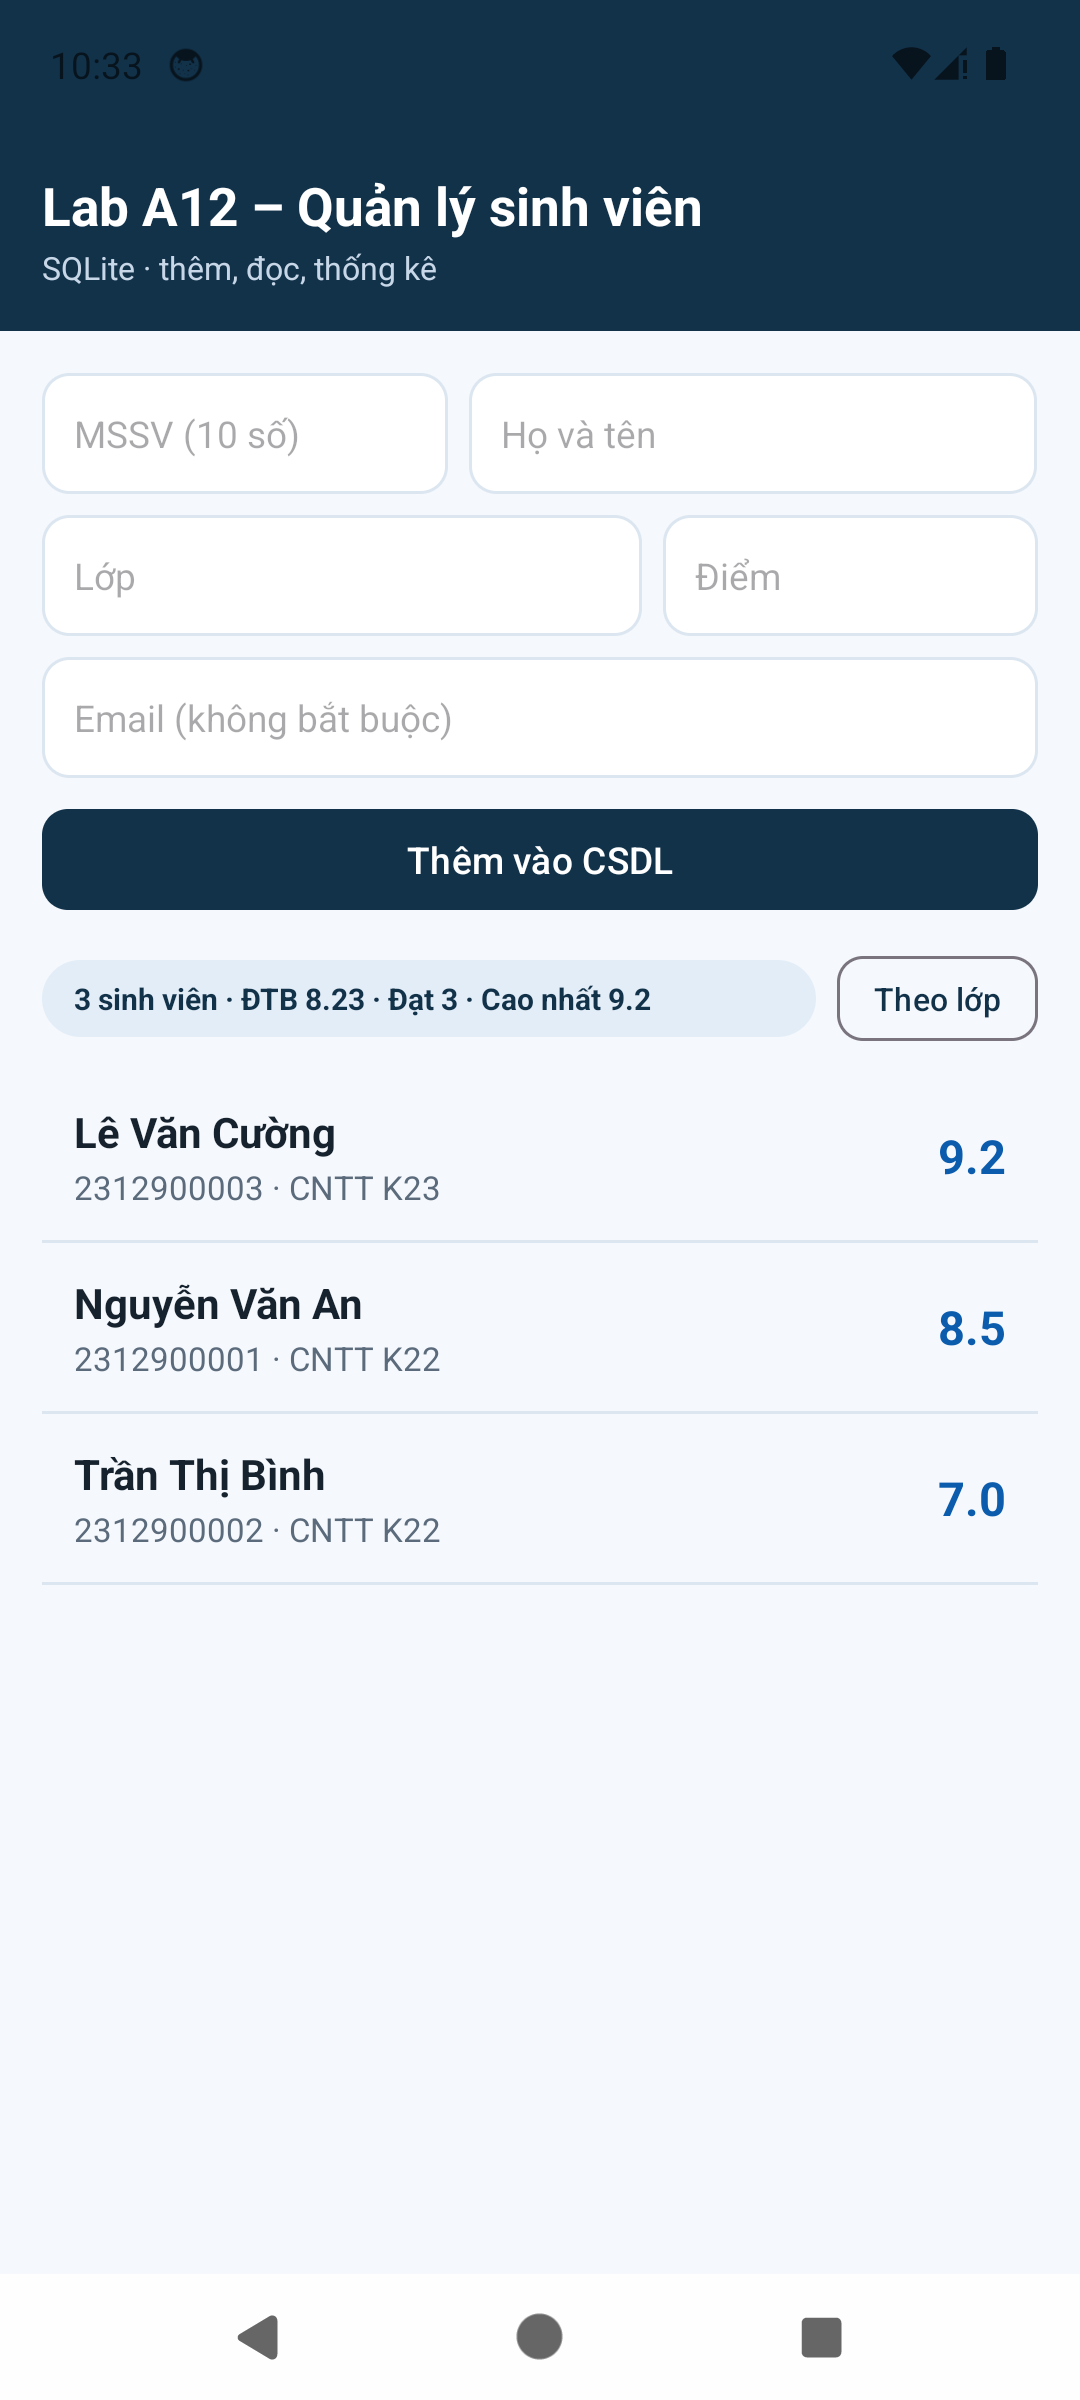 10:33
Lab A12 – Quản lý sinh viên
SQLite · thêm, đọc, thống kê
MSSV (10 số)
Họ và tên
Lớp
Điểm
Email (không bắt buộc)
Thêm vào CSDL
3 sinh viên · ĐTB 8.23 · Đạt 3 · Cao nhất 9.2
Theo lớp
Lê Văn Cường
9.2
2312900003 · CNTT K23
Nguyễn Văn An
8.5
2312900001 · CNTT K22
Trần Thị Bình
7.0
2312900002 · CNTT K22